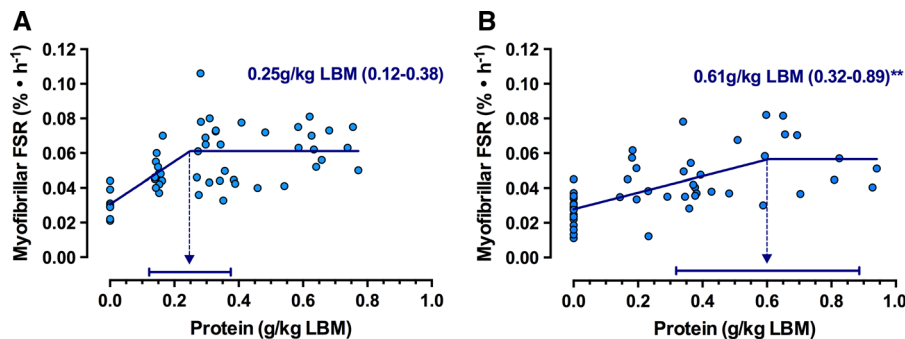 A
Myofibrillar FSR (% • h⁻¹)
0.12
0.10
0.08
0.06
0.04
0.02
0.00
0.25g/kg LBM (0.12-0.38)
0.0 0.2 0.4 0.6 0.8 1.0
Protein (g/kg LBM)
B
Myofibrillar FSR (% • h⁻¹)
0.12
0.10
0.08
0.06
0.04
0.02
0.00
0.61g/kg LBM (0.32-0.89)**
0.0 0.2 0.4 0.6 0.8 1.0
Protein (g/kg LBM)